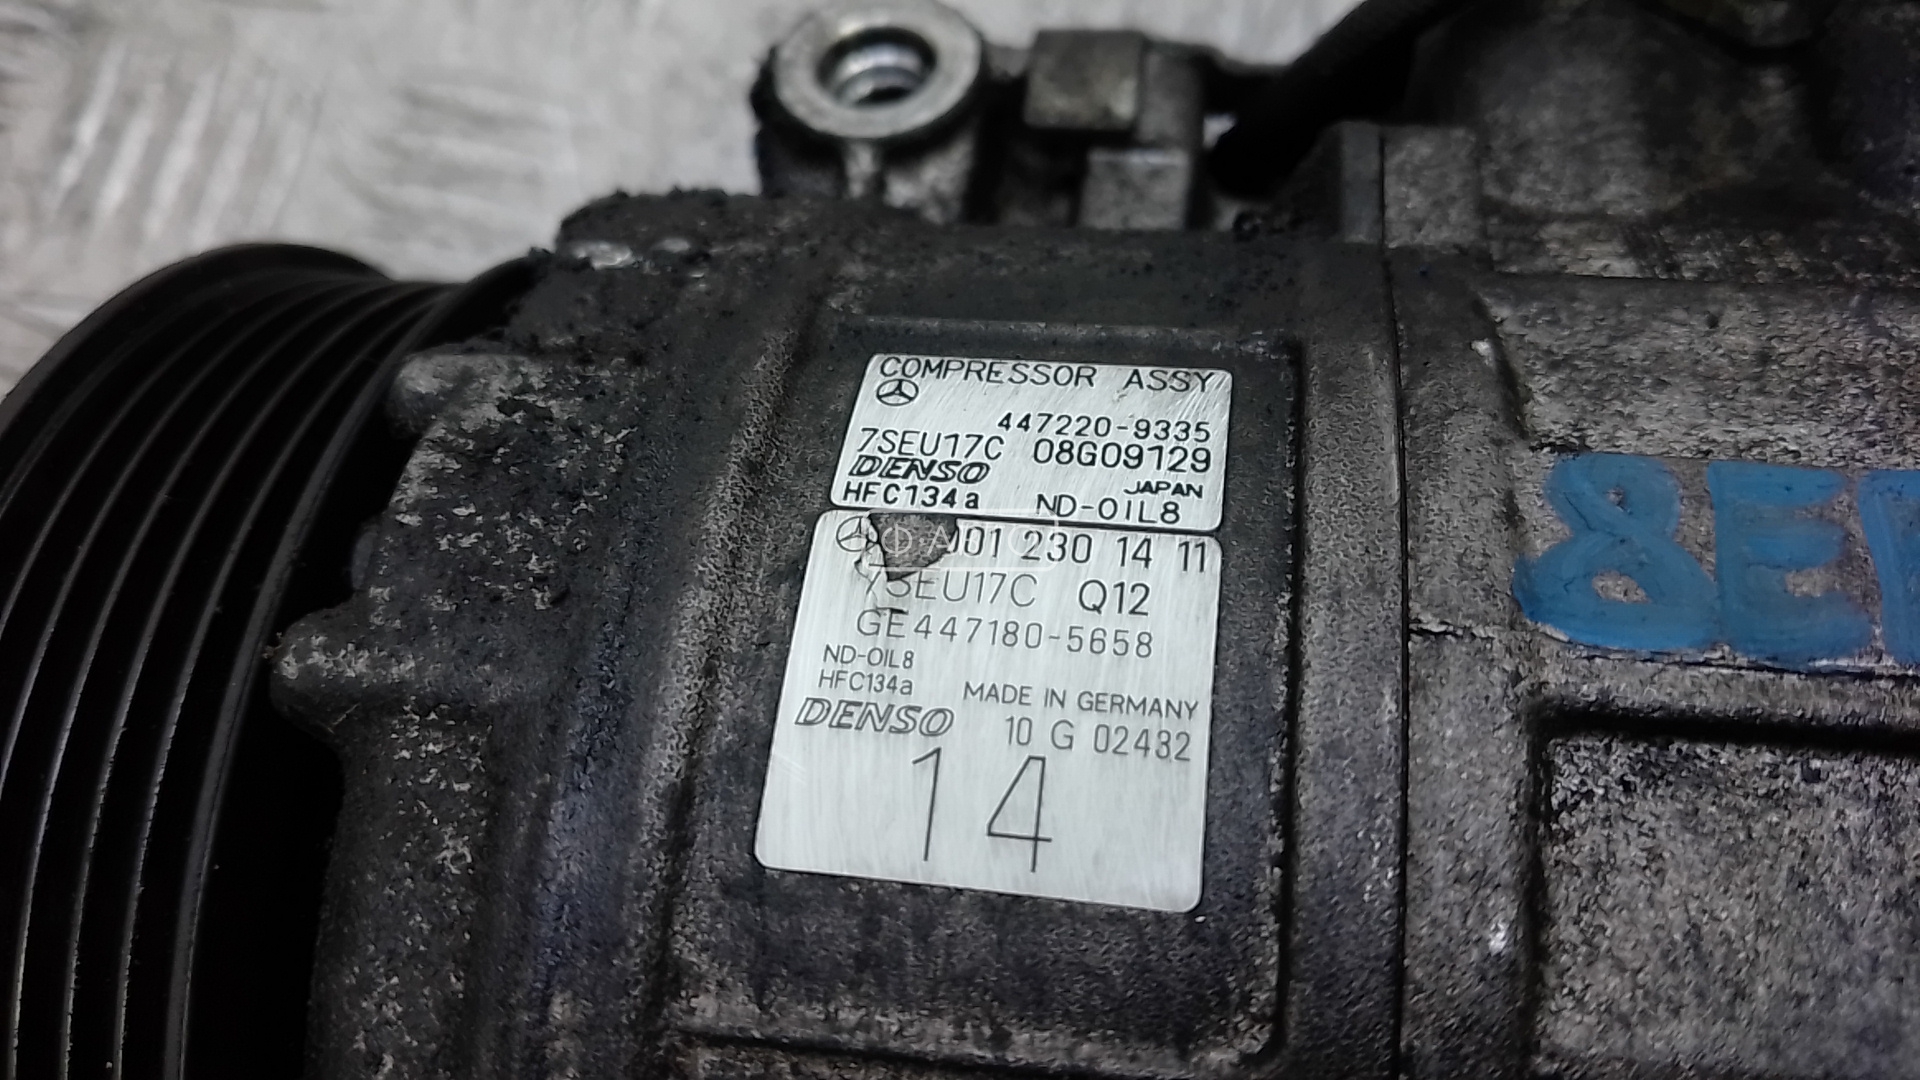 COMPRESSOR ASSY
447220-9335
7SEU17C 08G09129
DENSO JAPAN
HFC134a ND-OIL8
001 230 14 11
7SEU17C Q12
GE447180-5658
ND-OIL8
HFC134a MADE IN GERMANY
DENSO 10 G 02432
14